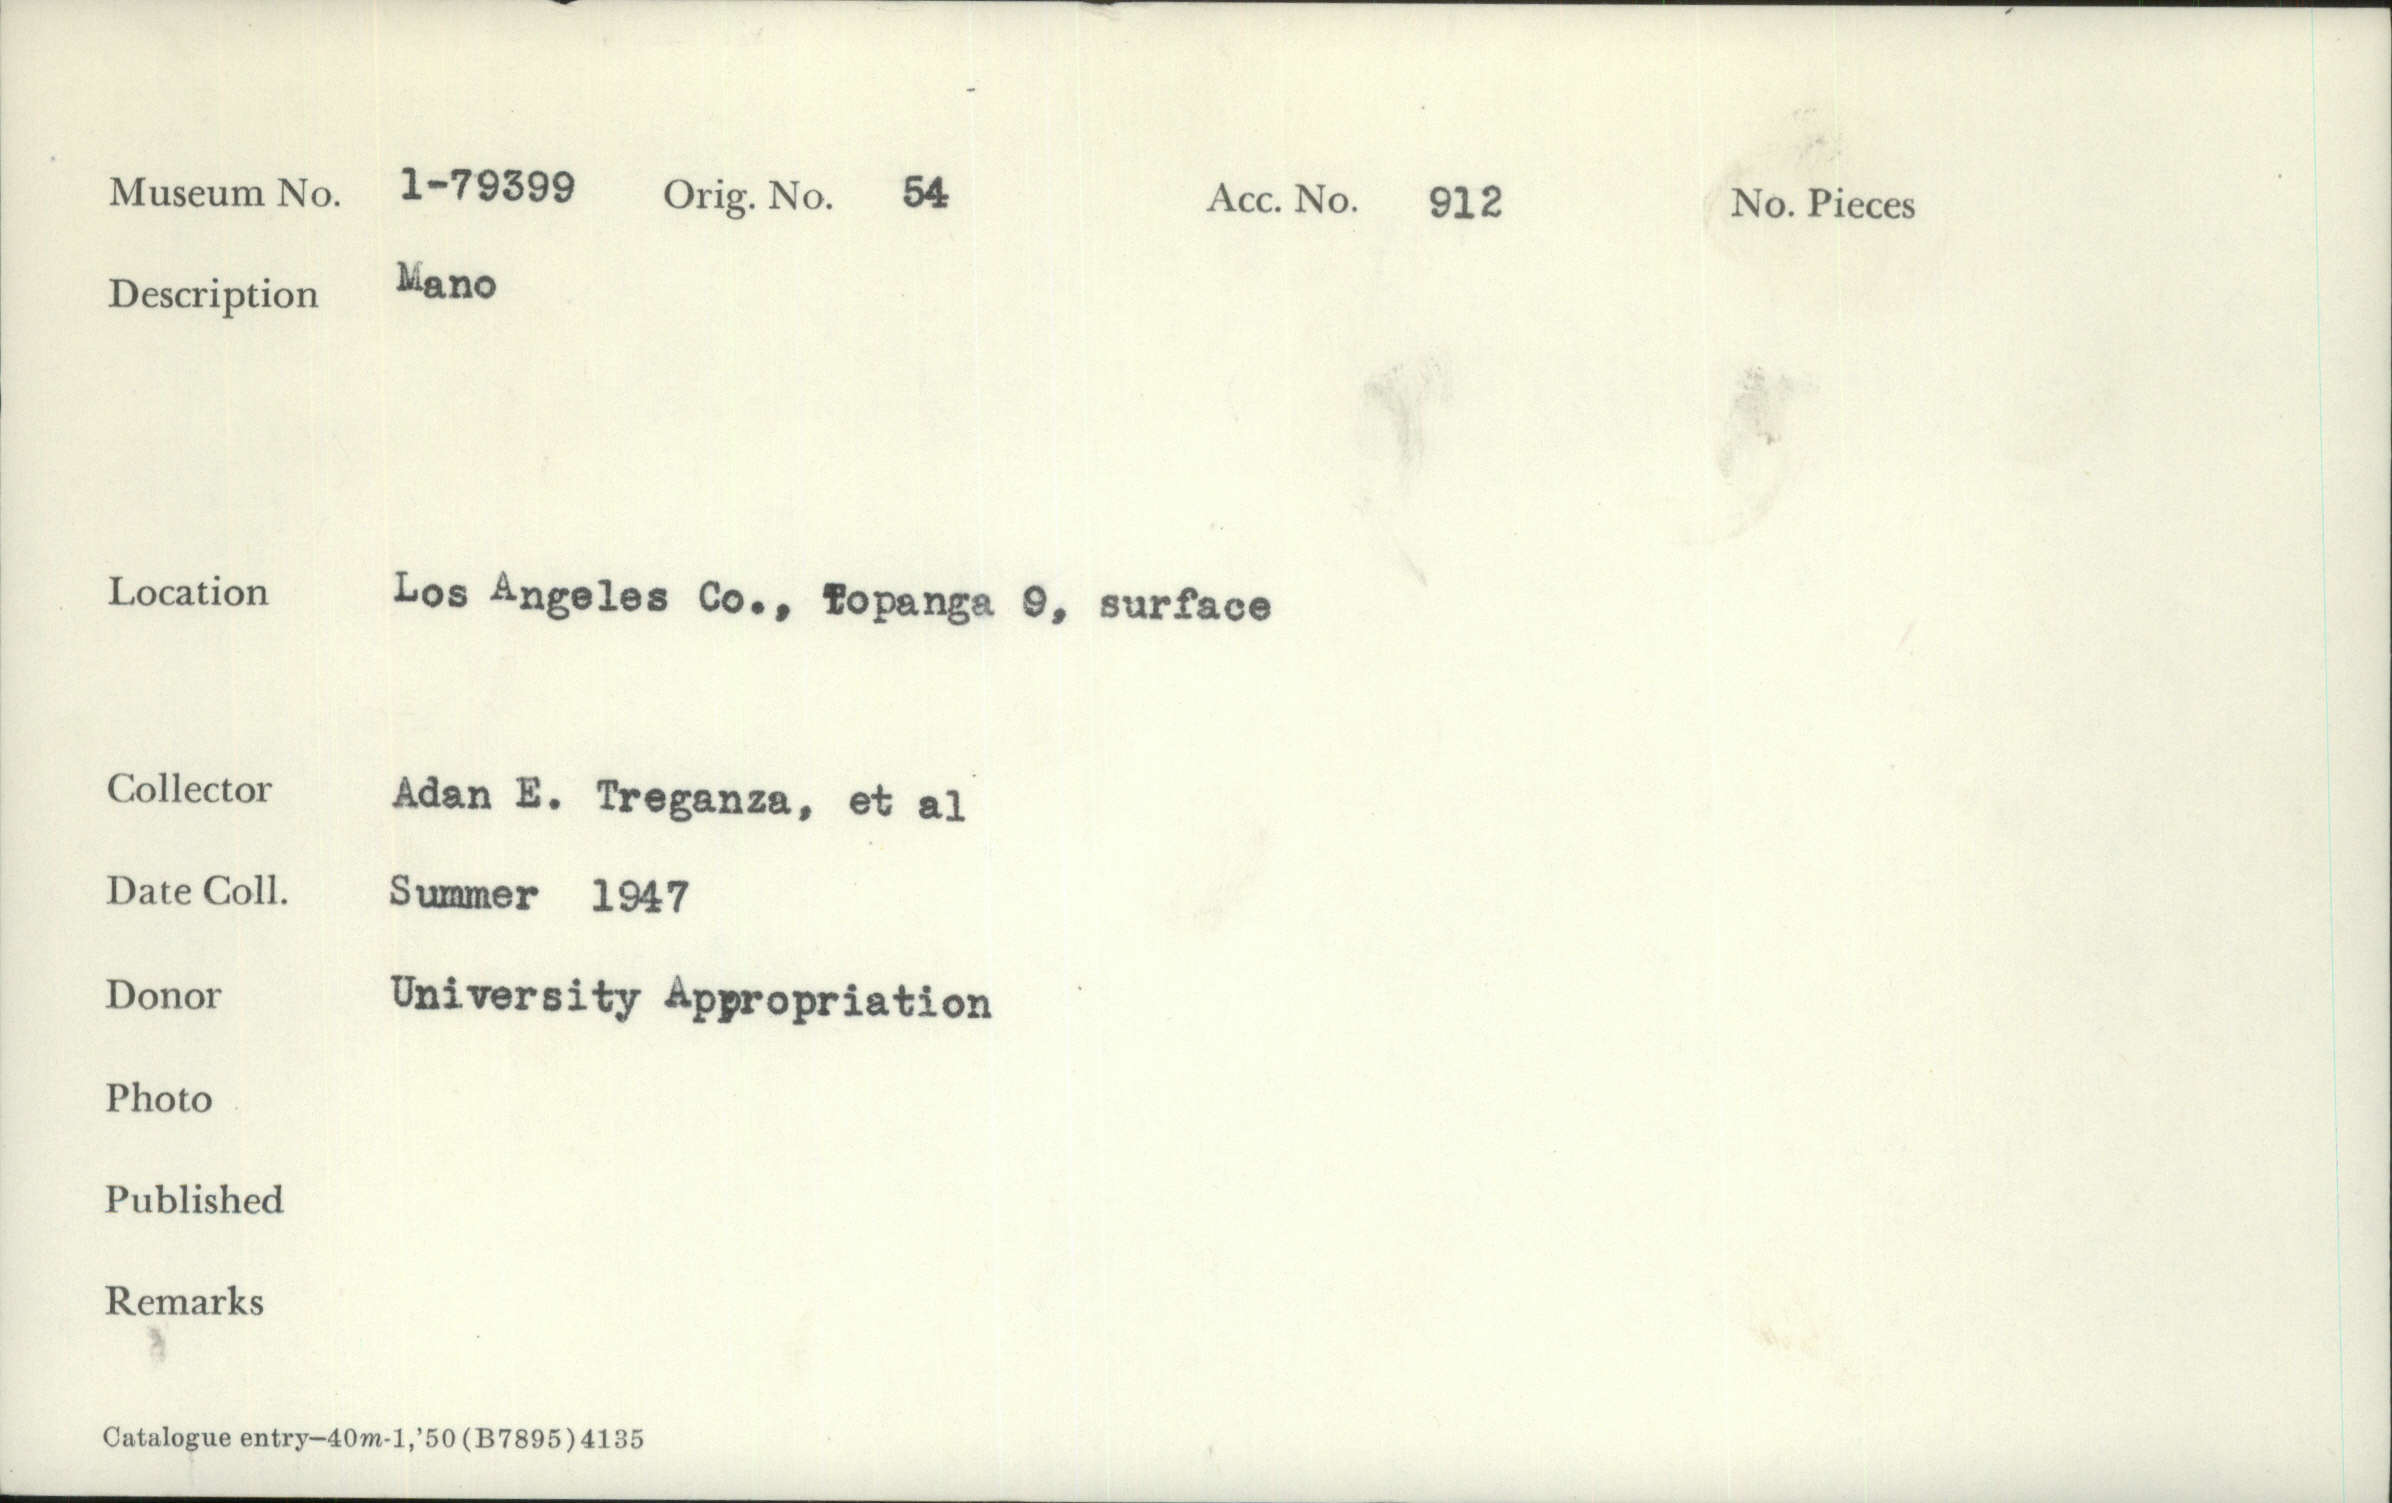 Museum No. 1-79399 Orig. No. 54 Acc. No. 912 No. Pieces
Description Mano
Location Los Angeles Co., Topanga 9, surface
Collector Adan E. Treganza, et al
Date Coll. Summer 1947
Donor University Appropriation
Photo
Published
Remarks
Catalogue entry—40m-1,'50(B7895)4135